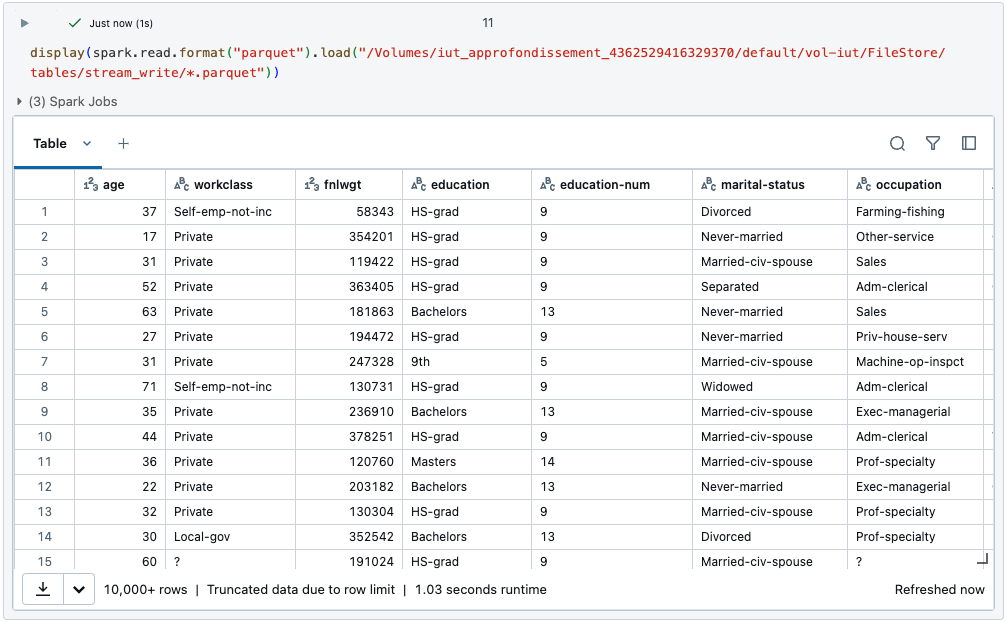 Just now (1s) 11
display(spark.read.format("parquet").load("/Volumes/iut_approfondissement_4362529416329370/default/vol-iut/FileStore/
tables/stream_write/*.parquet"))
(3) Spark Jobs
Table
age workclass fnlwgt education education-num marital-status occupation
1 37 Self-emp-not-inc 58343 HS-grad 9 Divorced Farming-fishing
2 17 Private 354201 HS-grad 9 Never-married Other-service
3 31 Private 119422 HS-grad 9 Married-civ-spouse Sales
4 52 Private 363405 HS-grad 9 Separated Adm-clerical
5 63 Private 181863 Bachelors 13 Never-married Sales
6 27 Private 194472 HS-grad 9 Never-married Priv-house-serv
7 31 Private 247328 9th 5 Married-civ-spouse Machine-op-inspct
8 71 Self-emp-not-inc 130731 HS-grad 9 Widowed Adm-clerical
9 35 Private 236910 Bachelors 13 Married-civ-spouse Exec-managerial
10 44 Private 378251 HS-grad 9 Married-civ-spouse Adm-clerical
11 36 Private 120760 Masters 14 Married-civ-spouse Prof-specialty
12 22 Private 203182 Bachelors 13 Never-married Exec-managerial
13 32 Private 130304 HS-grad 9 Married-civ-spouse Prof-specialty
14 30 Local-gov 352542 Bachelors 13 Divorced Prof-specialty
15 60 ? 191024 HS-grad 9 Married-civ-spouse ?
10,000+ rows | Truncated data due to row limit | 1.03 seconds runtime Refreshed now